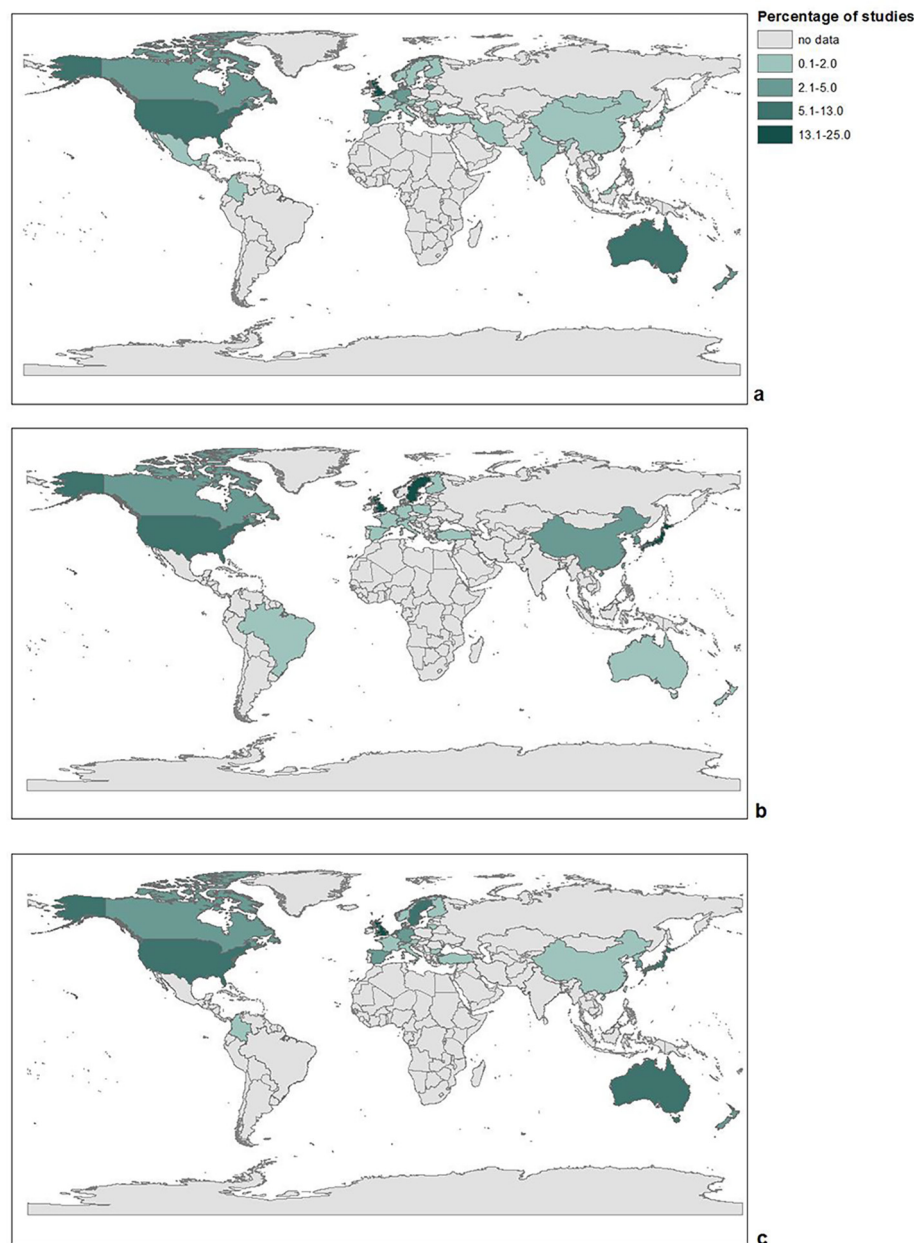 Percentage of studies
no data
0.1-2.0
2.1-5.0
5.1-13.0
13.1-25.0
a
b
c